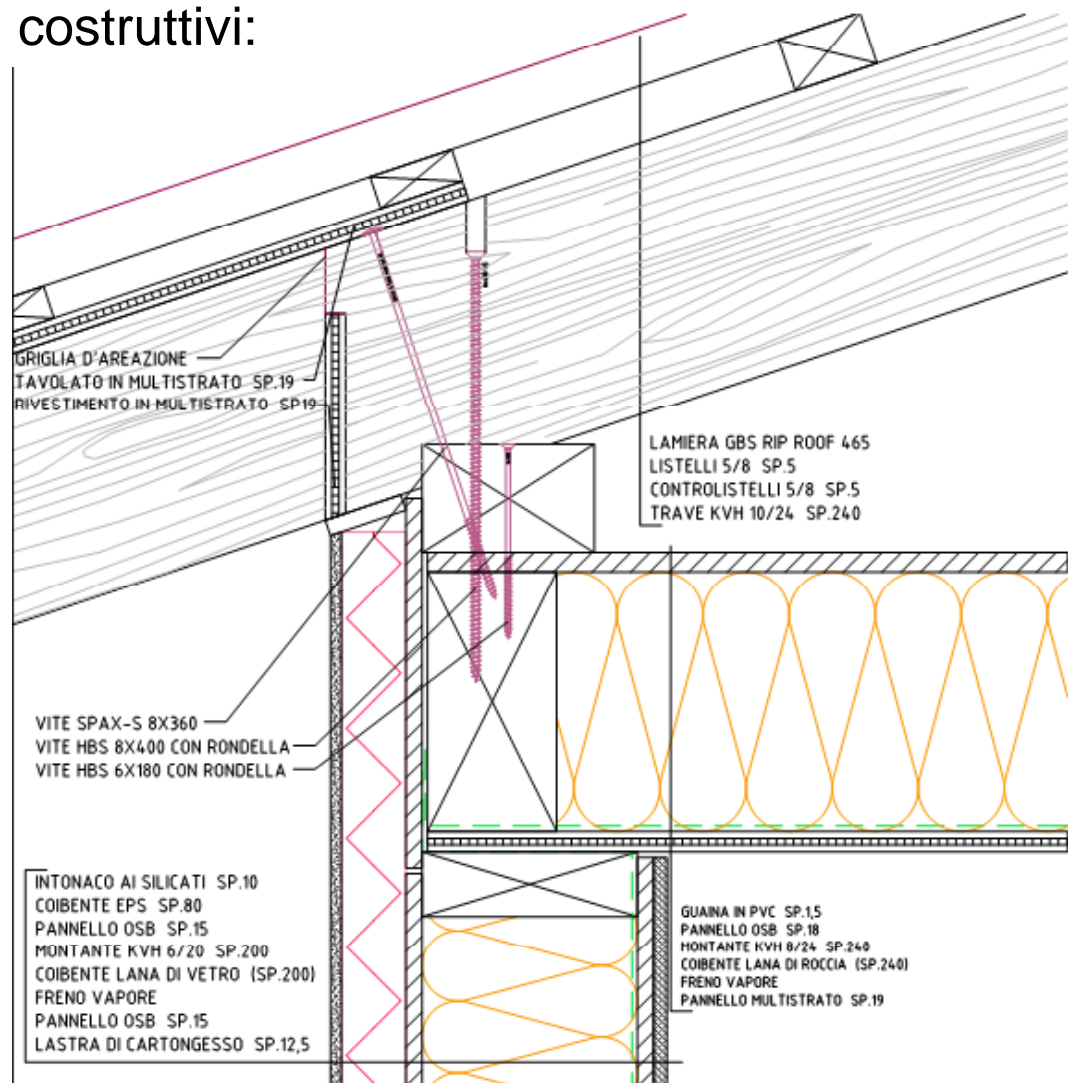 costruttivi:
GRIGLIA D'AREAZIONE
TAVOLATO IN MULTISTRATO SP.19
RIVESTIMENTO IN MULTISTRATO SP19
LAMIERA GBS RIP ROOF 465
LISTELLI 5/8 SP.5
CONTROLISTELLI 5/8 SP.5
TRAVE KVH 10/24 SP.240
VITE SPAX-S 8X360
VITE HBS 8X400 CON RONDELLA
VITE HBS 6X180 CON RONDELLA
INTONACO AI SILICATI SP.10
COIBENTE EPS SP.80
PANNELLO OSB SP.15
MONTANTE KVH 6/20 SP.200
COIBENTE LANA DI VETRO (SP.200)
FRENO VAPORE
PANNELLO OSB SP.15
LASTRA DI CARTONGESSO SP.12,5
GUAINA IN PVC SP.1,5
PANNELLO OSB SP.18
MONTANTE KVH 8/24 SP.240
COIBENTE LANA DI ROCCIA (SP.240)
FRENO VAPORE
PANNELLO MULTISTRATO SP.19